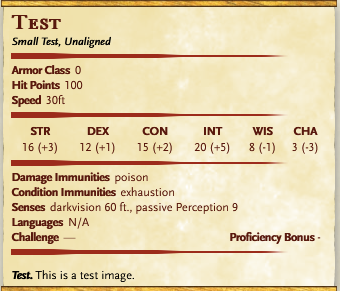 Test
Small Test, Unaligned
Armor Class 0
Hit Points 100
Speed 30ft
STR DEX CON INT WIS CHA
16 (+3) 12 (+1) 15 (+2) 20 (+5) 8 (-1) 3 (-3)
Damage Immunities poison
Condition Immunities exhaustion
Senses darkvision 60 ft., passive Perception 9
Languages N/A
Challenge — Proficiency Bonus -
Test. This is a test image.